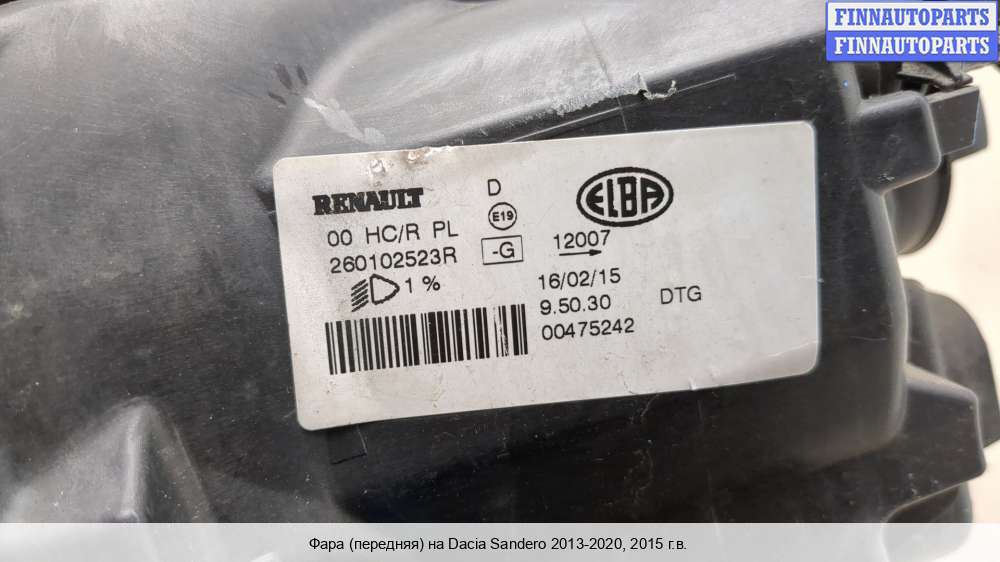 FINNAUTOPARTS
FINNAUTOPARTS
RENAULT
D
ELBA
E19
00 HC/R PL
-G
12007
260102523R
1 %
16/02/15
9.50.30
DTG
00475242
Фара (передняя) на Dacia Sandero 2013-2020, 2015 г.в.